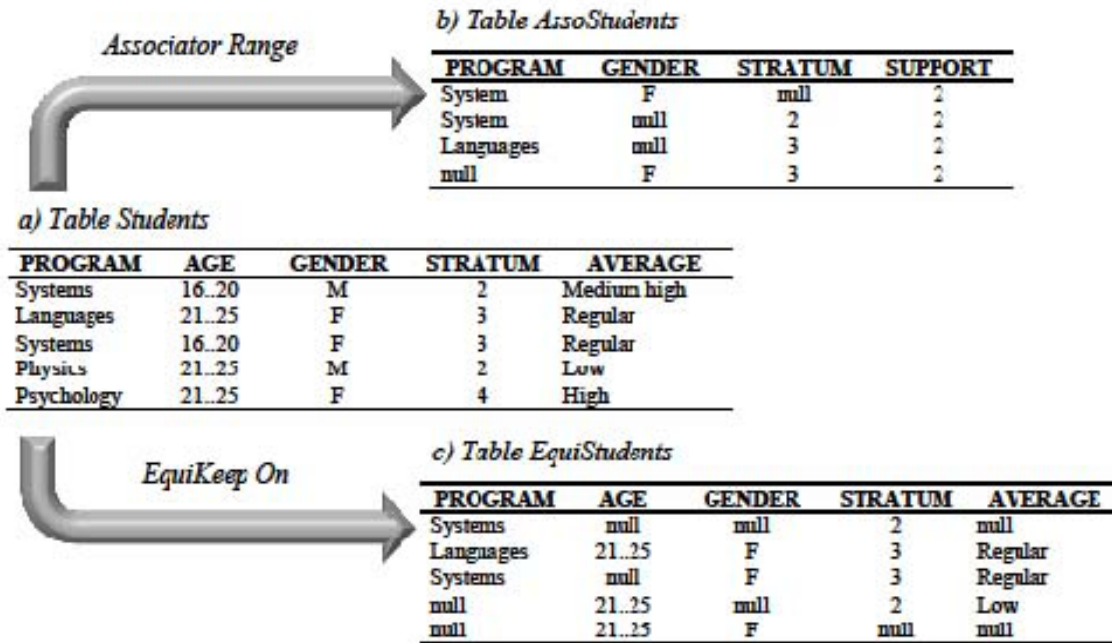 b) Table AssoStudents
Associator Range
PROGRAM GENDER STRATUM SUPPORT
System F null 2
System null 2 2
Languages null 3 2
null F 3 2
a) Table Students
PROGRAM AGE GENDER STRATUM AVERAGE
Systems 16..20 M 2 Medium high
Languages 21..25 F 3 Regular
Systems 16..20 F 3 Regular
Physics 21..25 M 2 Low
Psychology 21..25 F 4 High
c) Table EquiStudents
EquiKeep On
PROGRAM AGE GENDER STRATUM AVERAGE
Systems null null 2 null
Languages 21..25 F 3 Regular
Systems null F 3 Regular
null 21..25 null 2 Low
null 21..25 F null null